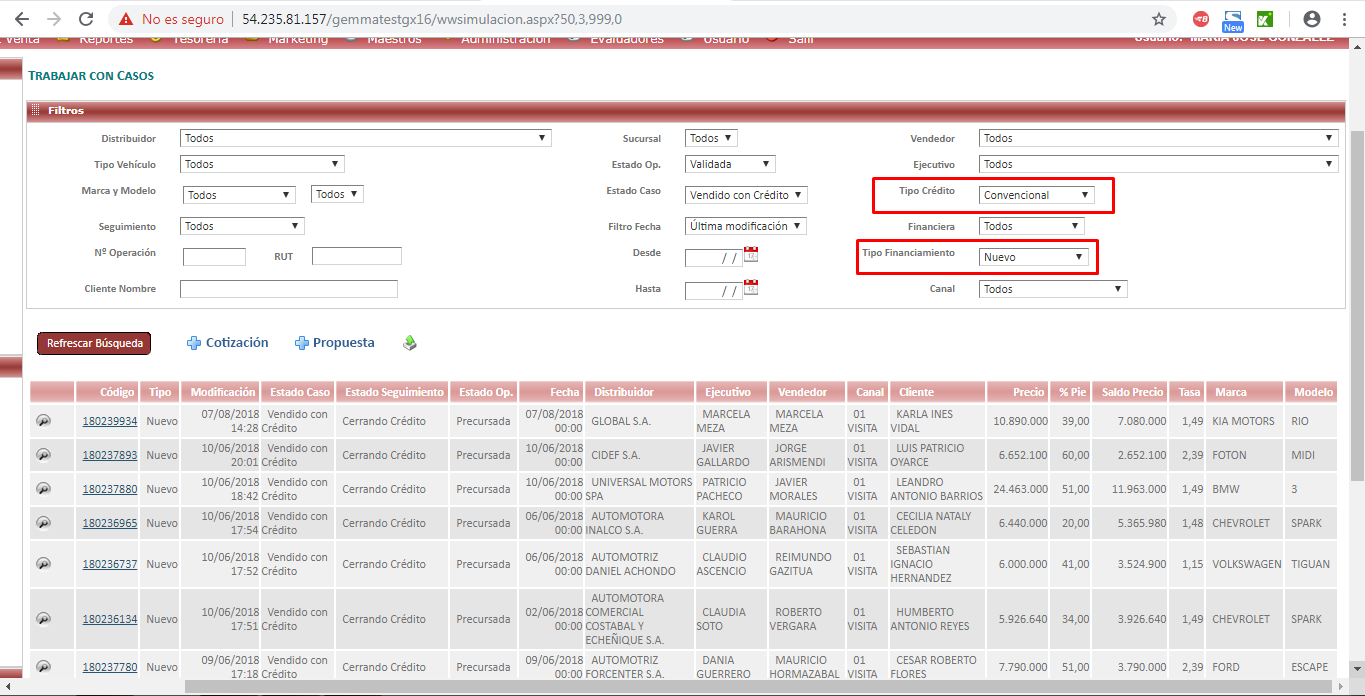 No es seguro 54.235.81.157/gemmatestgx16/wwsimulacion.aspx?50,3,999,0
New
Venta Reportes Tesorería Marketing Maestros Administración Evaluadores Usuario Salir Usuario: MARIA JOSE GONZALEZ
TRABAJAR CON CASOS
Filtros
Distribuidor Todos Sucursal Todos Vendedor Todos
Tipo Vehículo Todos Estado Op. Validada Ejecutivo Todos
Marca y Modelo Todos Todos Estado Caso Vendido con Crédito Tipo Crédito Convencional
Seguimiento Todos Filtro Fecha Última modificación Financiera Todos
Nº Operación RUT Desde / / Tipo Financiamiento Nuevo
Cliente Nombre Hasta / / Canal Todos
Refrescar Búsqueda Cotización Propuesta
Código Tipo Modificación Estado Caso Estado Seguimiento Estado Op. Fecha Distribuidor Ejecutivo Vendedor Canal Cliente Precio % Pie Saldo Precio Tasa Marca Modelo
180239934 Nuevo 07/08/2018 14:28 Vendido con Crédito Cerrando Crédito Precursada 07/08/2018 00:00 GLOBAL S.A. MARCELA MEZA MARCELA MEZA 01 VISITA KARLA INES VIDAL 10.890.000 39,00 7.080.000 1,49 KIA MOTORS RIO
180237893 Nuevo 10/06/2018 20:01 Vendido con Crédito Cerrando Crédito Precursada 10/06/2018 00:00 CIDEF S.A. JAVIER GALLARDO JORGE ARISMENDI 01 VISITA LUIS PATRICIO OYARCE 6.652.100 60,00 2.652.100 2,39 FOTON MIDI
180237880 Nuevo 10/06/2018 18:42 Vendido con Crédito Cerrando Crédito Precursada 10/06/2018 00:00 UNIVERSAL MOTORS SPA PATRICIO PACHECO JAVIER MORALES 01 VISITA LEANDRO ANTONIO BARRIOS 24.463.000 51,00 11.963.000 1,49 BMW 3
180236965 Nuevo 10/06/2018 17:54 Vendido con Crédito Cerrando Crédito Precursada 06/06/2018 00:00 AUTOMOTORA INALCO S.A. KAROL GUERRA MAURICIO BARAHONA 01 VISITA CECILIA NATALY CELEDON 6.440.000 20,00 5.365.980 1,48 CHEVROLET SPARK
180236737 Nuevo 10/06/2018 17:52 Vendido con Crédito Cerrando Crédito Precursada 06/06/2018 00:00 AUTOMOTRIZ DANIEL ACHONDO CLAUDIO ASCENCIO REIMUNDO GAZITUA 01 VISITA SEBASTIAN IGNACIO HERNANDEZ 6.000.000 41,00 3.524.900 1,15 VOLKSWAGEN TIGUAN
180236134 Nuevo 10/06/2018 17:51 Vendido con Crédito Cerrando Crédito Precursada 02/06/2018 00:00 AUTOMOTORA COMERCIAL COSTABAL Y ECHEÑIQUE S.A. CLAUDIA SOTO ROBERTO VERGARA 01 VISITA HUMBERTO ANTONIO REYES 5.926.640 34,00 3.926.640 1,49 CHEVROLET SPARK
180237780 Nuevo 09/06/2018 17:18 Vendido con Crédito Cerrando Crédito Precursada 09/06/2018 00:00 AUTOMOTRIZ FORCENTER S.A. DANIA GUERRERO MAURICIO HORMAZABAL 01 VISITA CESAR ROBERTO FLORES 7.790.000 51,00 3.790.000 2,39 FORD ESCAPE